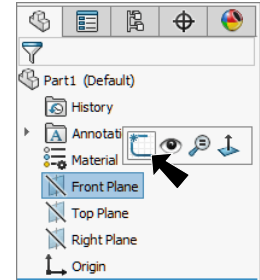 Part1 (Default)
History
A Annotati
Material
Front Plane
Top Plane
Right Plane
Origin